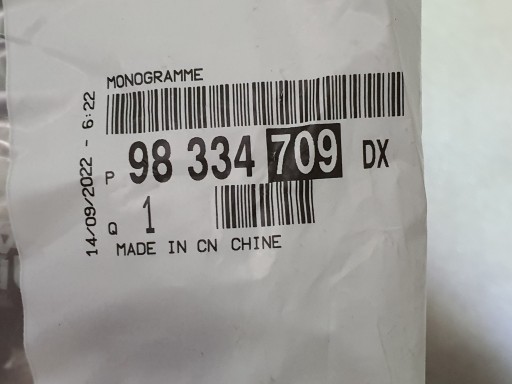 MONOGRAMME
P 98 334 709 DX
Q 1
MADE IN CN CHINE
14/09/2022 - 6:22